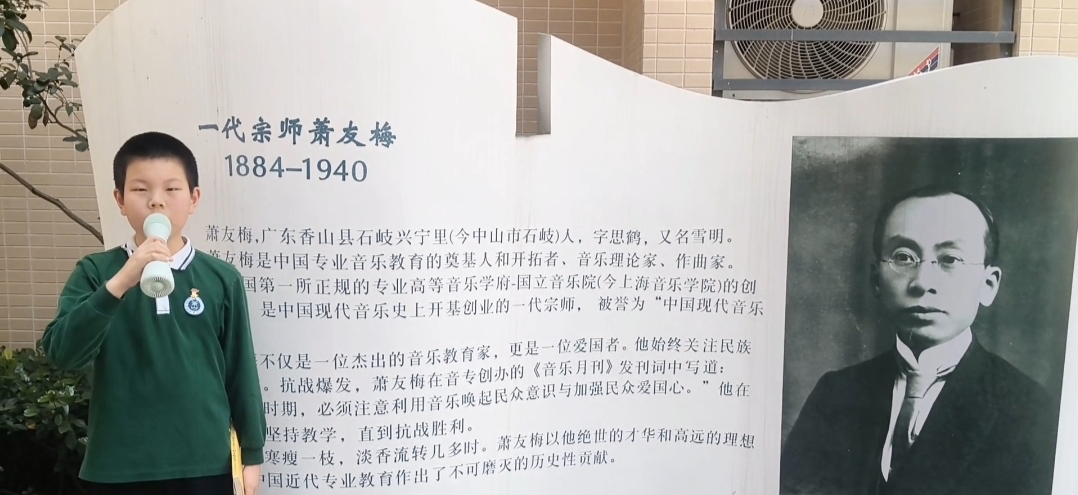 一代宗师萧友梅
1884—1940
萧友梅,广东香山县石岐兴宁里(今中山市石岐)人，字思鹤，又名雪明。
萧友梅是中国专业音乐教育的奠基人和开拓者、音乐理论家、作曲家。
国第一所正规的专业高等音乐学府-国立音乐院(今上海音乐学院)的创
是中国现代音乐史上开基创业的一代宗师，被誉为“中国现代音乐
不仅是一位杰出的音乐教育家，更是一位爱国者。他始终关注民族
。抗战爆发，萧友梅在音专创办的《音乐月刊》发刊词中写道：
时期，必须注意利用音乐唤起民众意识与加强民众爱国心。”他在
坚持教学，直到抗战胜利。
寒瘦一枝，淡香流转几多时。萧友梅以他绝世的才华和高远的理想
中国近代专业教育作出了不可磨灭的历史性贡献。